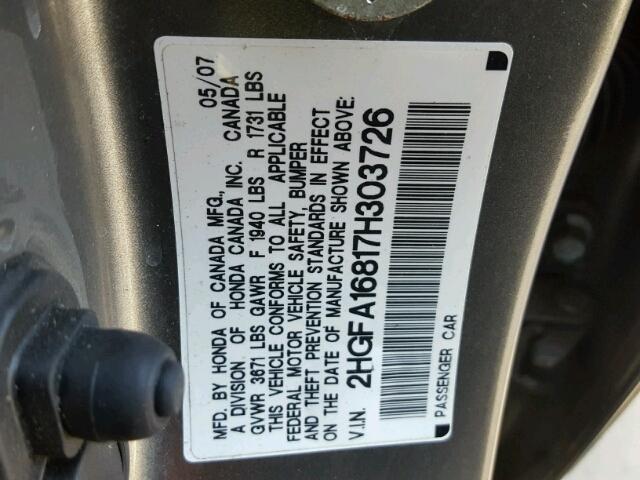 MFD. BY HONDA OF CANADA MFG., 05/07
A DIVISION OF HONDA CANADA INC. CANADA
GVWR 3671 LBS GAWR F 1940 LBS R 1731 LBS
THIS VEHICLE CONFORMS TO ALL APPLICABLE
FEDERAL MOTOR VEHICLE SAFETY, BUMPER
AND THEFT PREVENTION STANDARDS IN EFFECT
ON THE DATE OF MANUFACTURE SHOWN ABOVE:
V.I.N. 2HGFA16817H303726
PASSENGER CAR